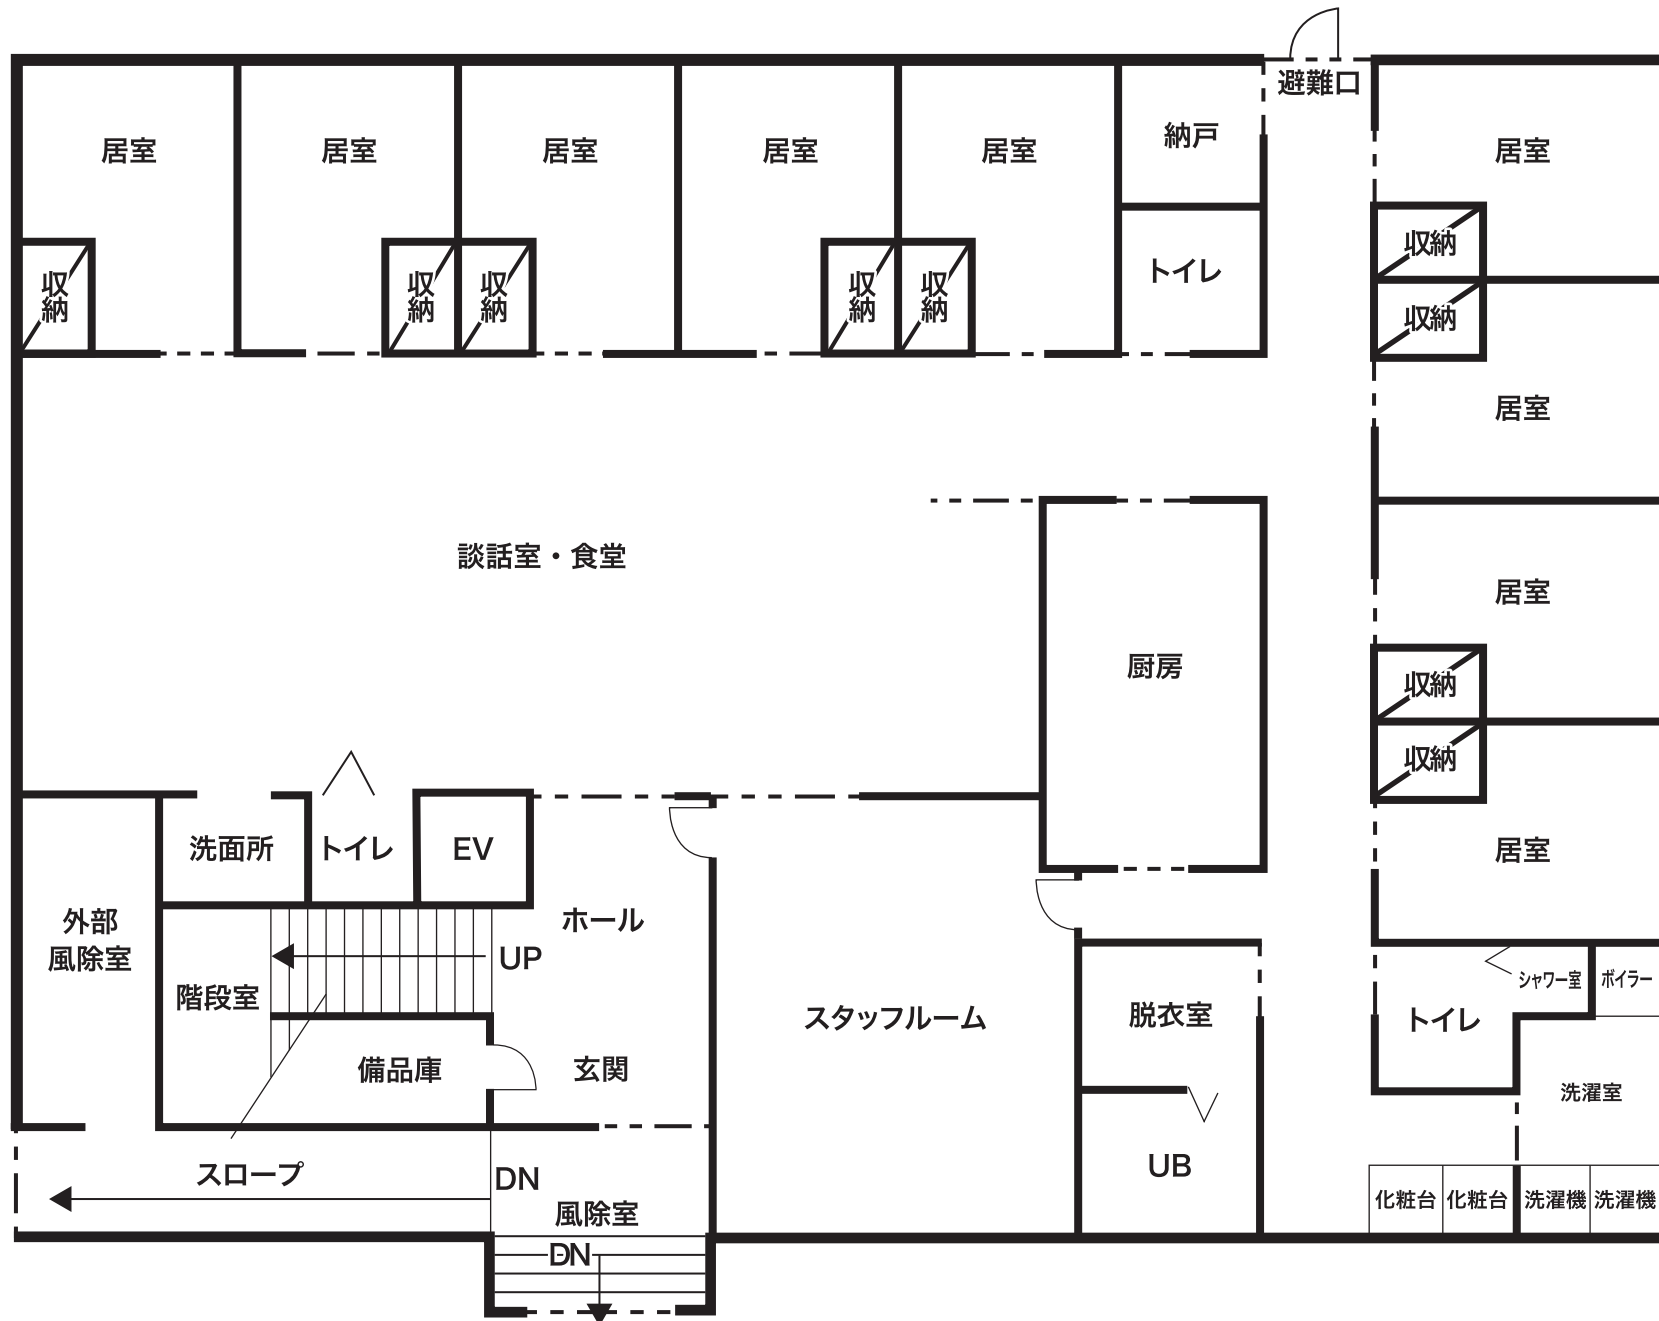 避難口
居室
居室
居室
居室
居室
納戸
居室
収納
収納
収納
収納
収納
トイレ
収納
収納
居室
談話室・食堂
居室
厨房
収納
収納
洗面所
トイレ
EV
居室
外部
風除室
ホール
UP
階段室
シャワー室
ボイラー
スタッフルーム
脱衣室
トイレ
備品庫
玄関
洗濯室
スロープ
DN
UB
化粧台
化粧台
洗濯機
洗濯機
風除室
DN